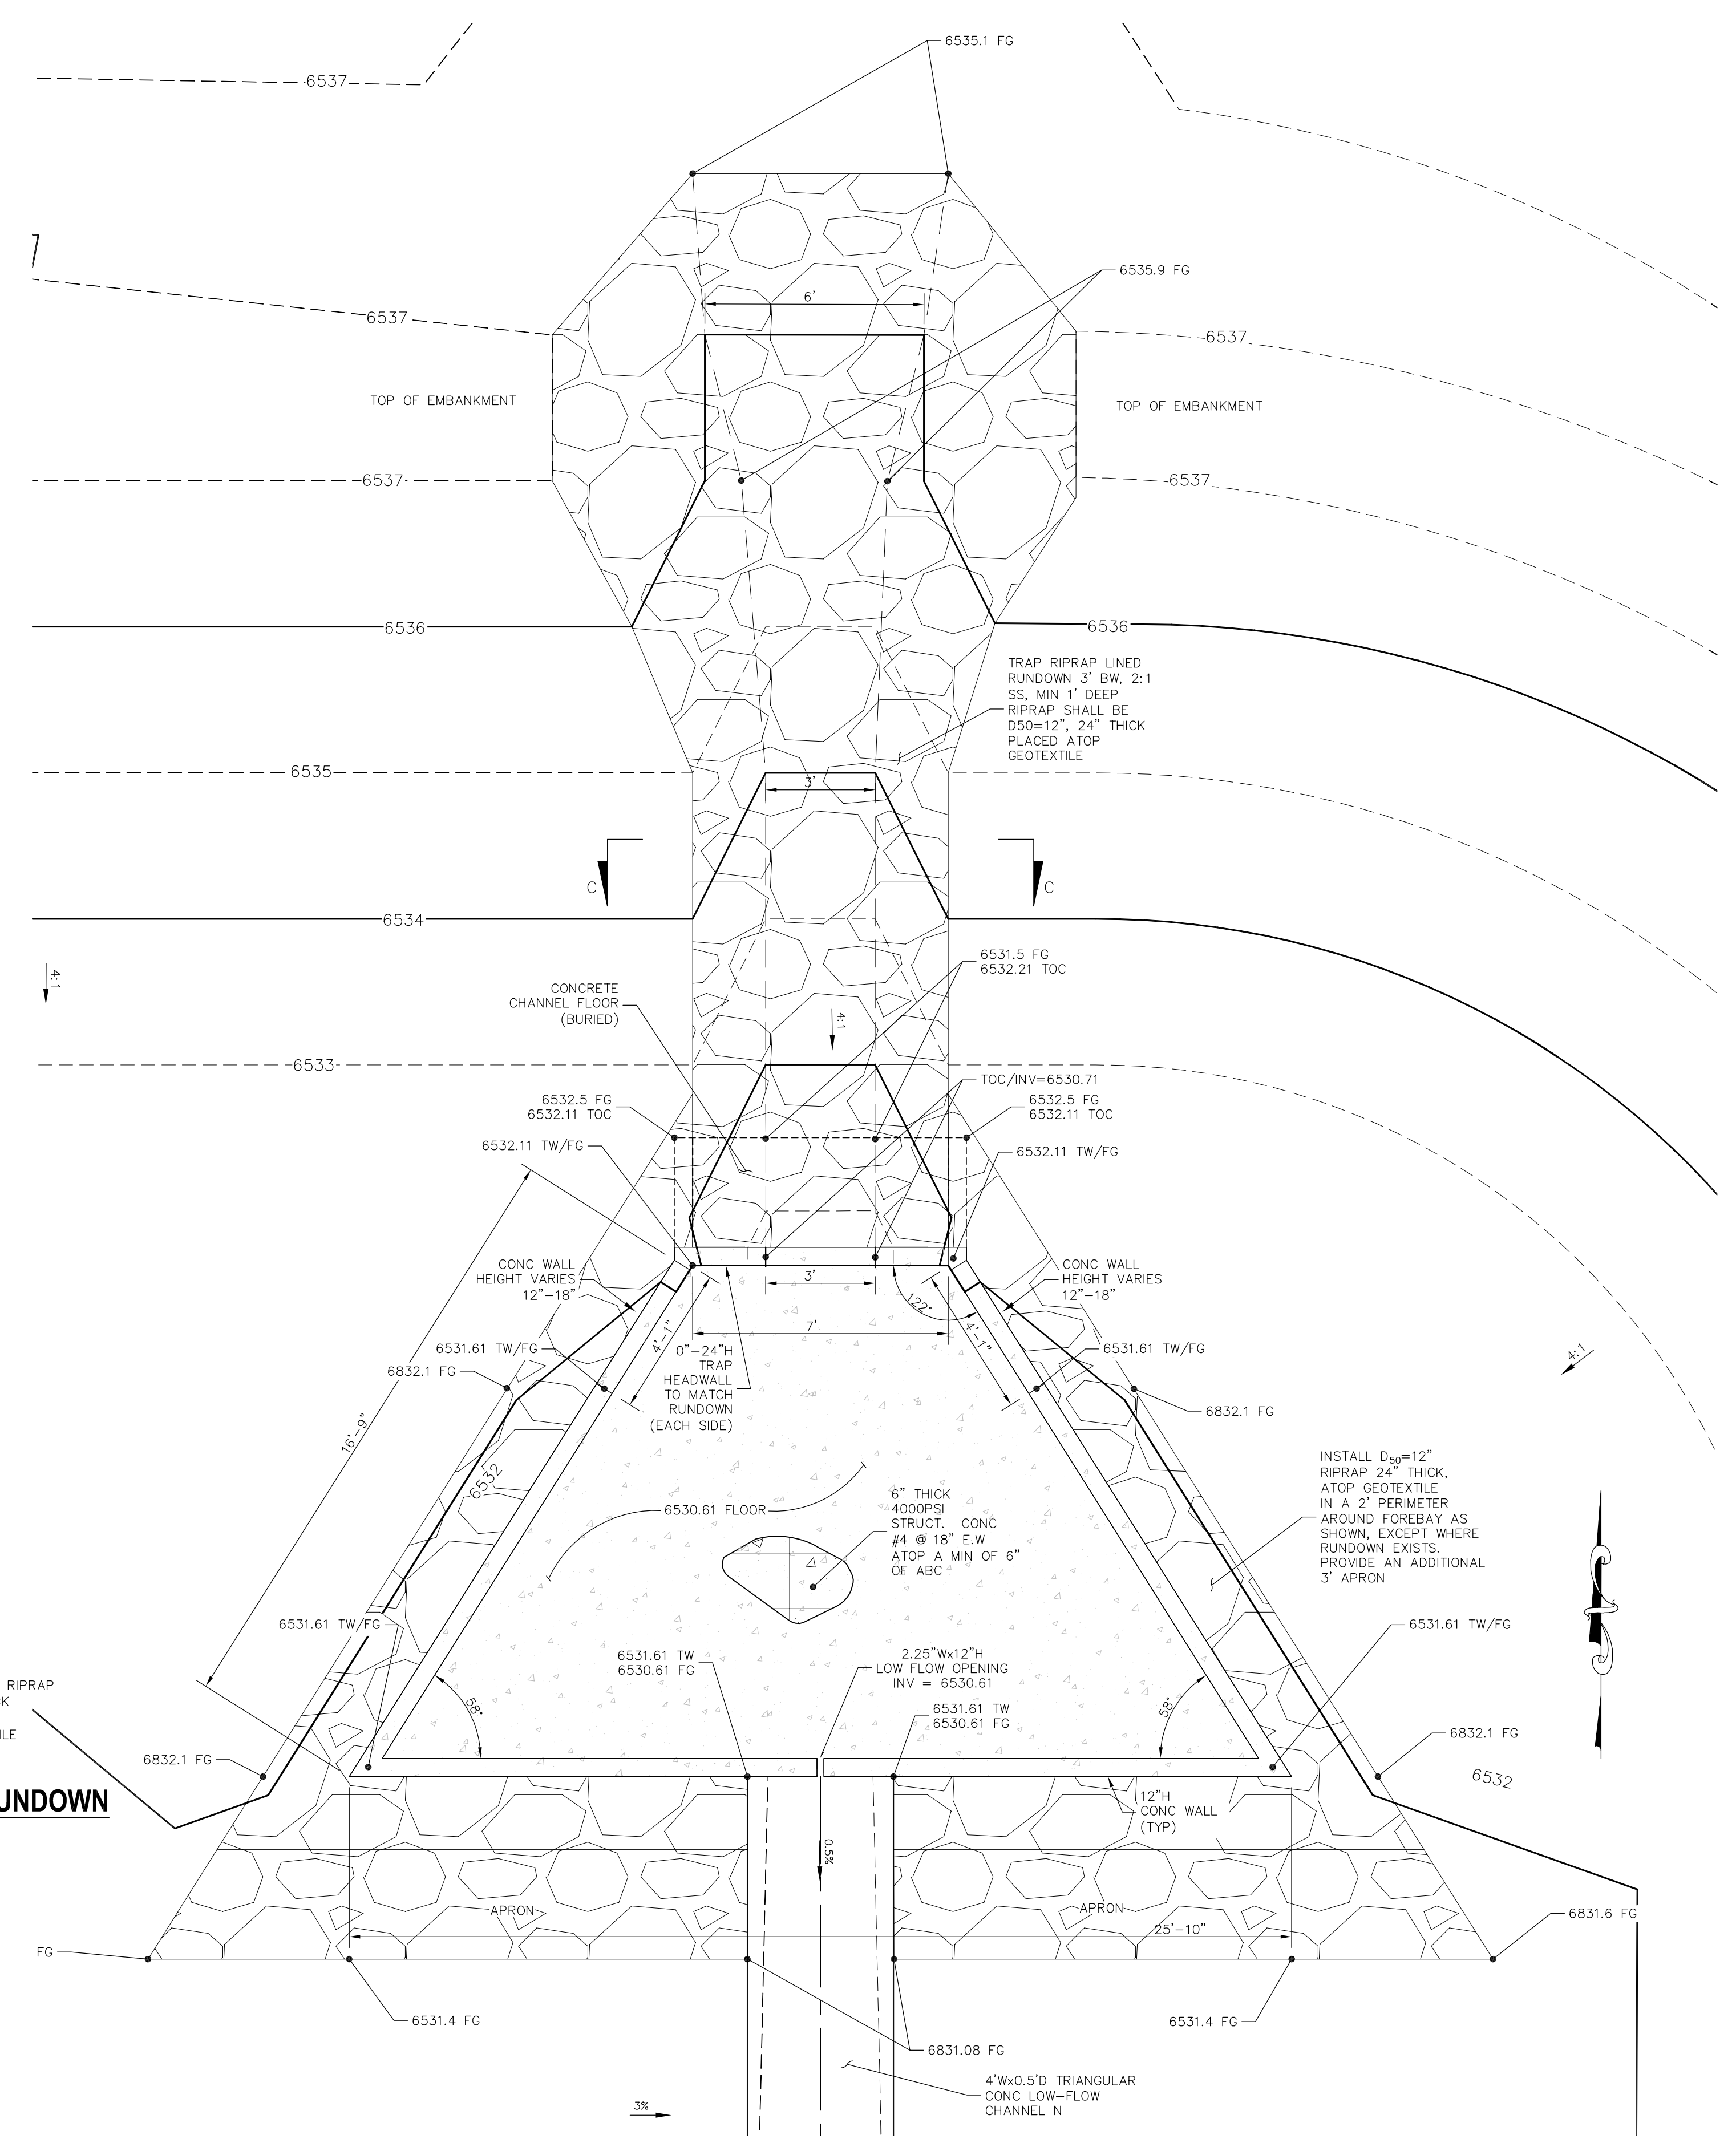 6535.1 FG
6537
6535.9 FG
6'
6537
6537
TOP OF EMBANKMENT
TOP OF EMBANKMENT
6537
6537
6536
6536
TRAP RIPRAP LINED
RUNDOWN 3' BW, 2:1
SS, MIN 1' DEEP
RIPRAP SHALL BE
D50=12", 24" THICK
PLACED ATOP
GEOTEXTILE
6535
3'
C
C
6534
6531.5 FG
6532.21 TOC
4:1
CONCRETE
CHANNEL FLOOR
(BURIED)
4:1
6533
TOC/INV=6530.71
6532.5 FG
6532.11 TOC
6532.5 FG
6532.11 TOC
6532.11 TW/FG
6532.11 TW/FG
CONC WALL
HEIGHT VARIES
12"-18"
CONC WALL
HEIGHT VARIES
12"-18"
3'
122°
7'
4'-1"
4'-1"
6531.61 TW/FG
6531.61 TW/FG
0"-24"H
TRAP
HEADWALL
TO MATCH
RUNDOWN
(EACH SIDE)
4:1
6832.1 FG
6832.1 FG
16'-9"
6532
INSTALL D50=12"
RIPRAP 24" THICK,
ATOP GEOTEXTILE
IN A 2' PERIMETER
AROUND FOREBAY AS
SHOWN, EXCEPT WHERE
RUNDOWN EXISTS.
PROVIDE AN ADDITIONAL
3' APRON
6530.61 FLOOR
6" THICK
4000PSI
STRUCT. CONC
#4 @ 18" E.W
ATOP A MIN OF 6"
OF ABC
6531.61 TW/FG
6531.61 TW/FG
6531.61 TW
6530.61 FG
2.25"Wx12"H
LOW FLOW OPENING
INV = 6530.61
6531.61 TW
6530.61 FG
58°
58°
RIPRAP
CK
ILE
6832.1 FG
6832.1 FG
6532
UNDOWN
12"H
CONC WALL
(TYP)
0.5%
APRON
APRON
25'-10"
6831.6 FG
FG
6531.4 FG
6531.4 FG
6831.08 FG
4'Wx0.5'D TRIANGULAR
CONC LOW-FLOW
CHANNEL N
3%